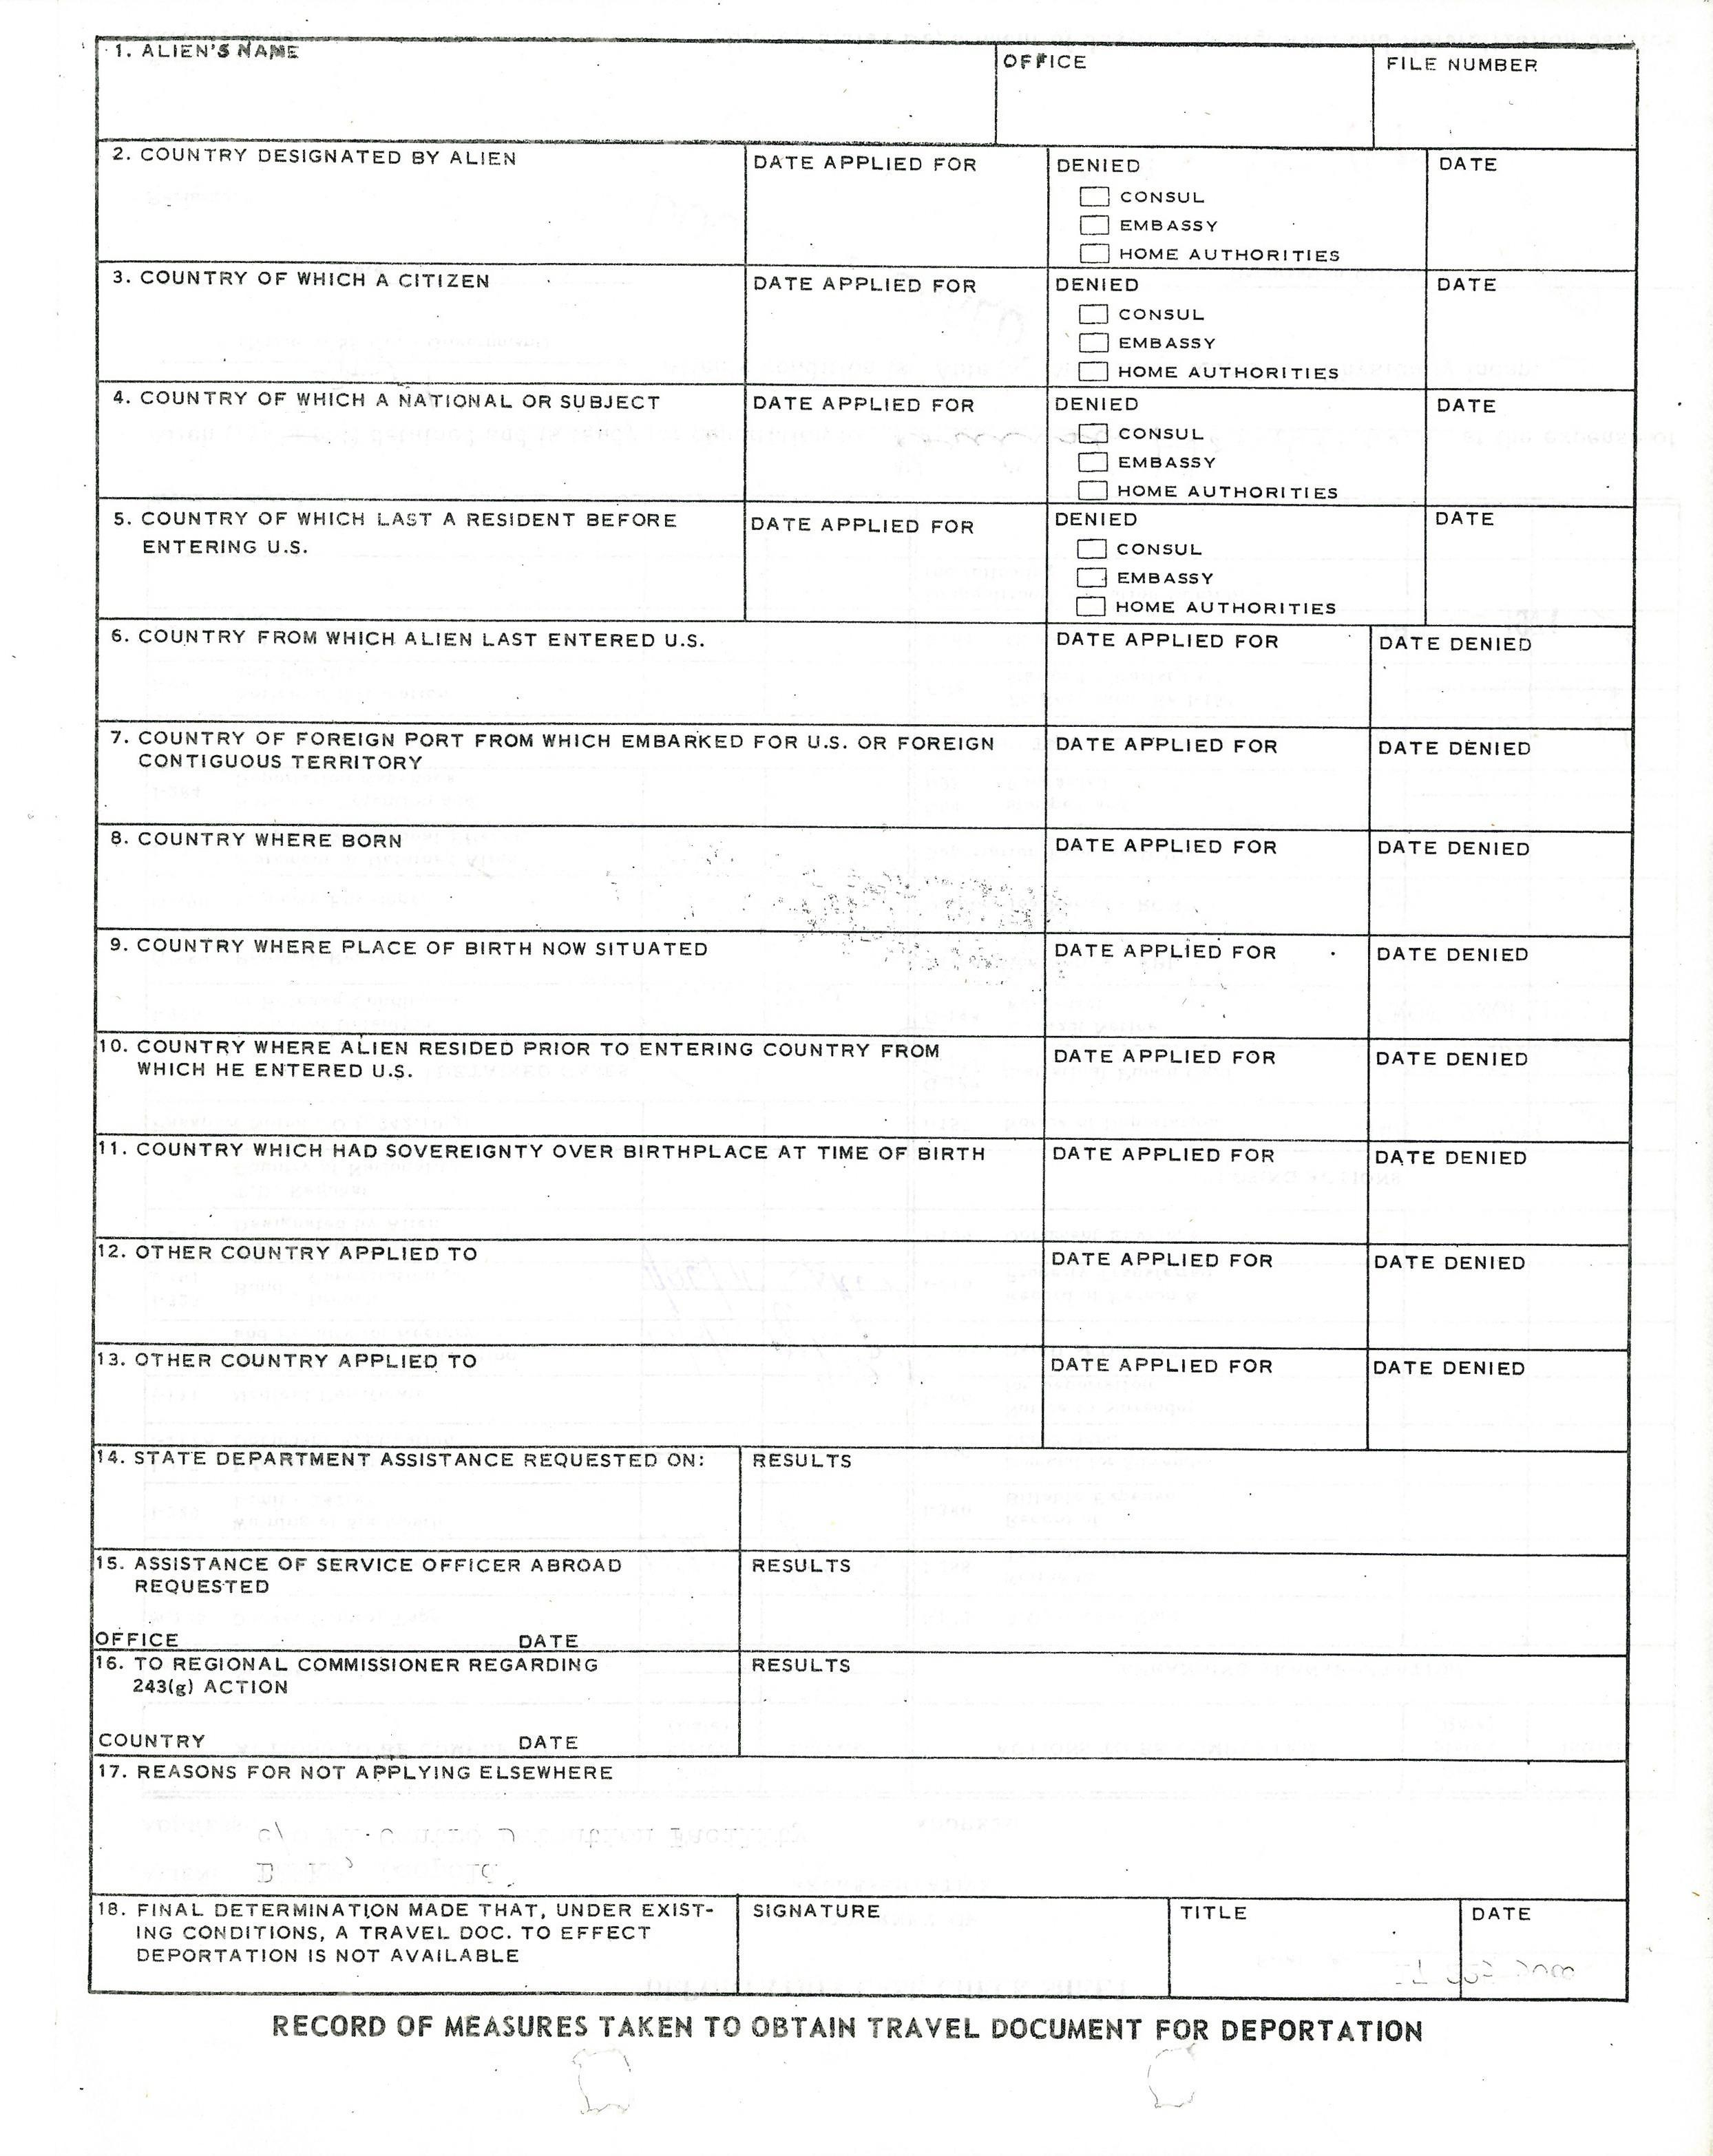 1. ALIEN'S NAME
OFFICE
FILE NUMBER
2. COUNTRY DESIGNATED BY ALIEN
DATE APPLIED FOR
DENIED
CONSUL
EMBASSY
HOME AUTHORITIES
DATE
3. COUNTRY OF WHICH A CITIZEN
DATE APPLIED FOR
DENIED
CONSUL
EMBASSY
HOME AUTHORITIES
DATE
4. COUNTRY OF WHICH A NATIONAL OR SUBJECT
DATE APPLIED FOR
DENIED
CONSUL
EMBASSY
HOME AUTHORITIES
DATE
5. COUNTRY OF WHICH LAST A RESIDENT BEFORE
ENTERING U.S.
DATE APPLIED FOR
DENIED
CONSUL
EMBASSY
HOME AUTHORITIES
DATE
6. COUNTRY FROM WHICH ALIEN LAST ENTERED U.S.
DATE APPLIED FOR
DATE DENIED
7. COUNTRY OF FOREIGN PORT FROM WHICH EMBARKED FOR U.S. OR FOREIGN
CONTIGUOUS TERRITORY
DATE APPLIED FOR
DATE DENIED
8. COUNTRY WHERE BORN
DATE APPLIED FOR
DATE DENIED
9. COUNTRY WHERE PLACE OF BIRTH NOW SITUATED
DATE APPLIED FOR
DATE DENIED
10. COUNTRY WHERE ALIEN RESIDED PRIOR TO ENTERING COUNTRY FROM
WHICH HE ENTERED U.S.
DATE APPLIED FOR
DATE DENIED
11. COUNTRY WHICH HAD SOVEREIGNTY OVER BIRTHPLACE AT TIME OF BIRTH
DATE APPLIED FOR
DATE DENIED
12. OTHER COUNTRY APPLIED TO
DATE APPLIED FOR
DATE DENIED
13. OTHER COUNTRY APPLIED TO
DATE APPLIED FOR
DATE DENIED
14. STATE DEPARTMENT ASSISTANCE REQUESTED ON:
RESULTS
15. ASSISTANCE OF SERVICE OFFICER ABROAD
REQUESTED
OFFICE DATE
RESULTS
16. TO REGIONAL COMMISSIONER REGARDING
243(g) ACTION
COUNTRY DATE
RESULTS
17. REASONS FOR NOT APPLYING ELSEWHERE
18. FINAL DETERMINATION MADE THAT, UNDER EXIST-
ING CONDITIONS, A TRAVEL DOC. TO EFFECT
DEPORTATION IS NOT AVAILABLE
SIGNATURE
TITLE
DATE
RECORD OF MEASURES TAKEN TO OBTAIN TRAVEL DOCUMENT FOR DEPORTATION